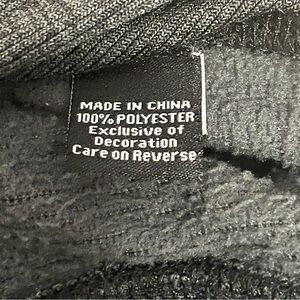 MADE IN CHINA
100% POLYESTER
Exclusive of
Decoration
Care on Reverse